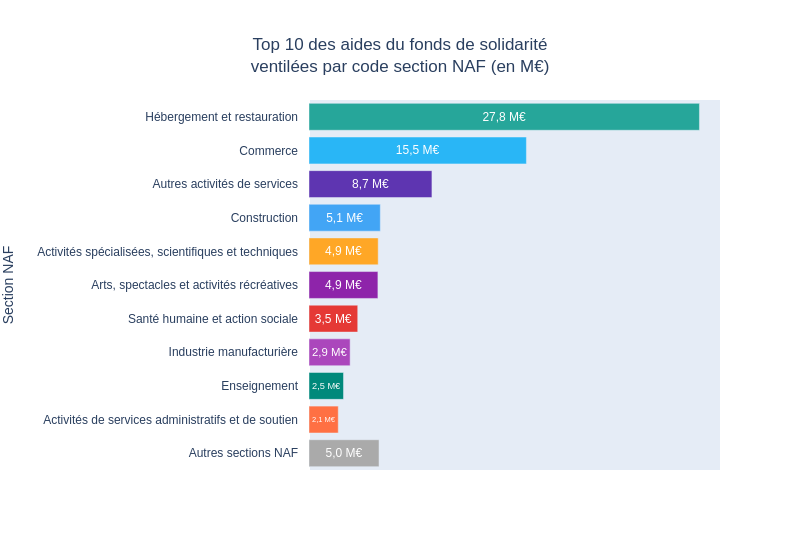 Top 10 des aides du fonds de solidarité
ventilées par code section NAF (en M€)
Section NAF
Hébergement et restauration 27,8 M€
Commerce 15,5 M€
Autres activités de services 8,7 M€
Construction 5,1 M€
Activités spécialisées, scientifiques et techniques 4,9 M€
Arts, spectacles et activités récréatives 4,9 M€
Santé humaine et action sociale 3,5 M€
Industrie manufacturière 2,9 M€
Enseignement 2,5 M€
Activités de services administratifs et de soutien 2,1 M€
Autres sections NAF 5,0 M€